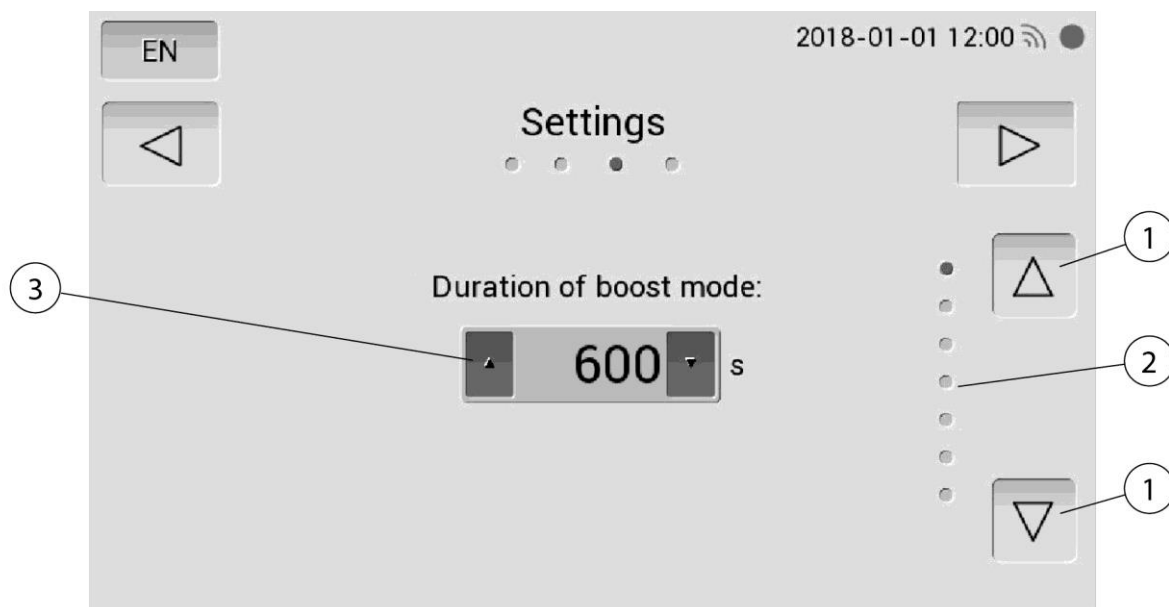 EN
2018-01-01 12:00
Settings
1
3
Duration of boost mode:
600 s
2
1